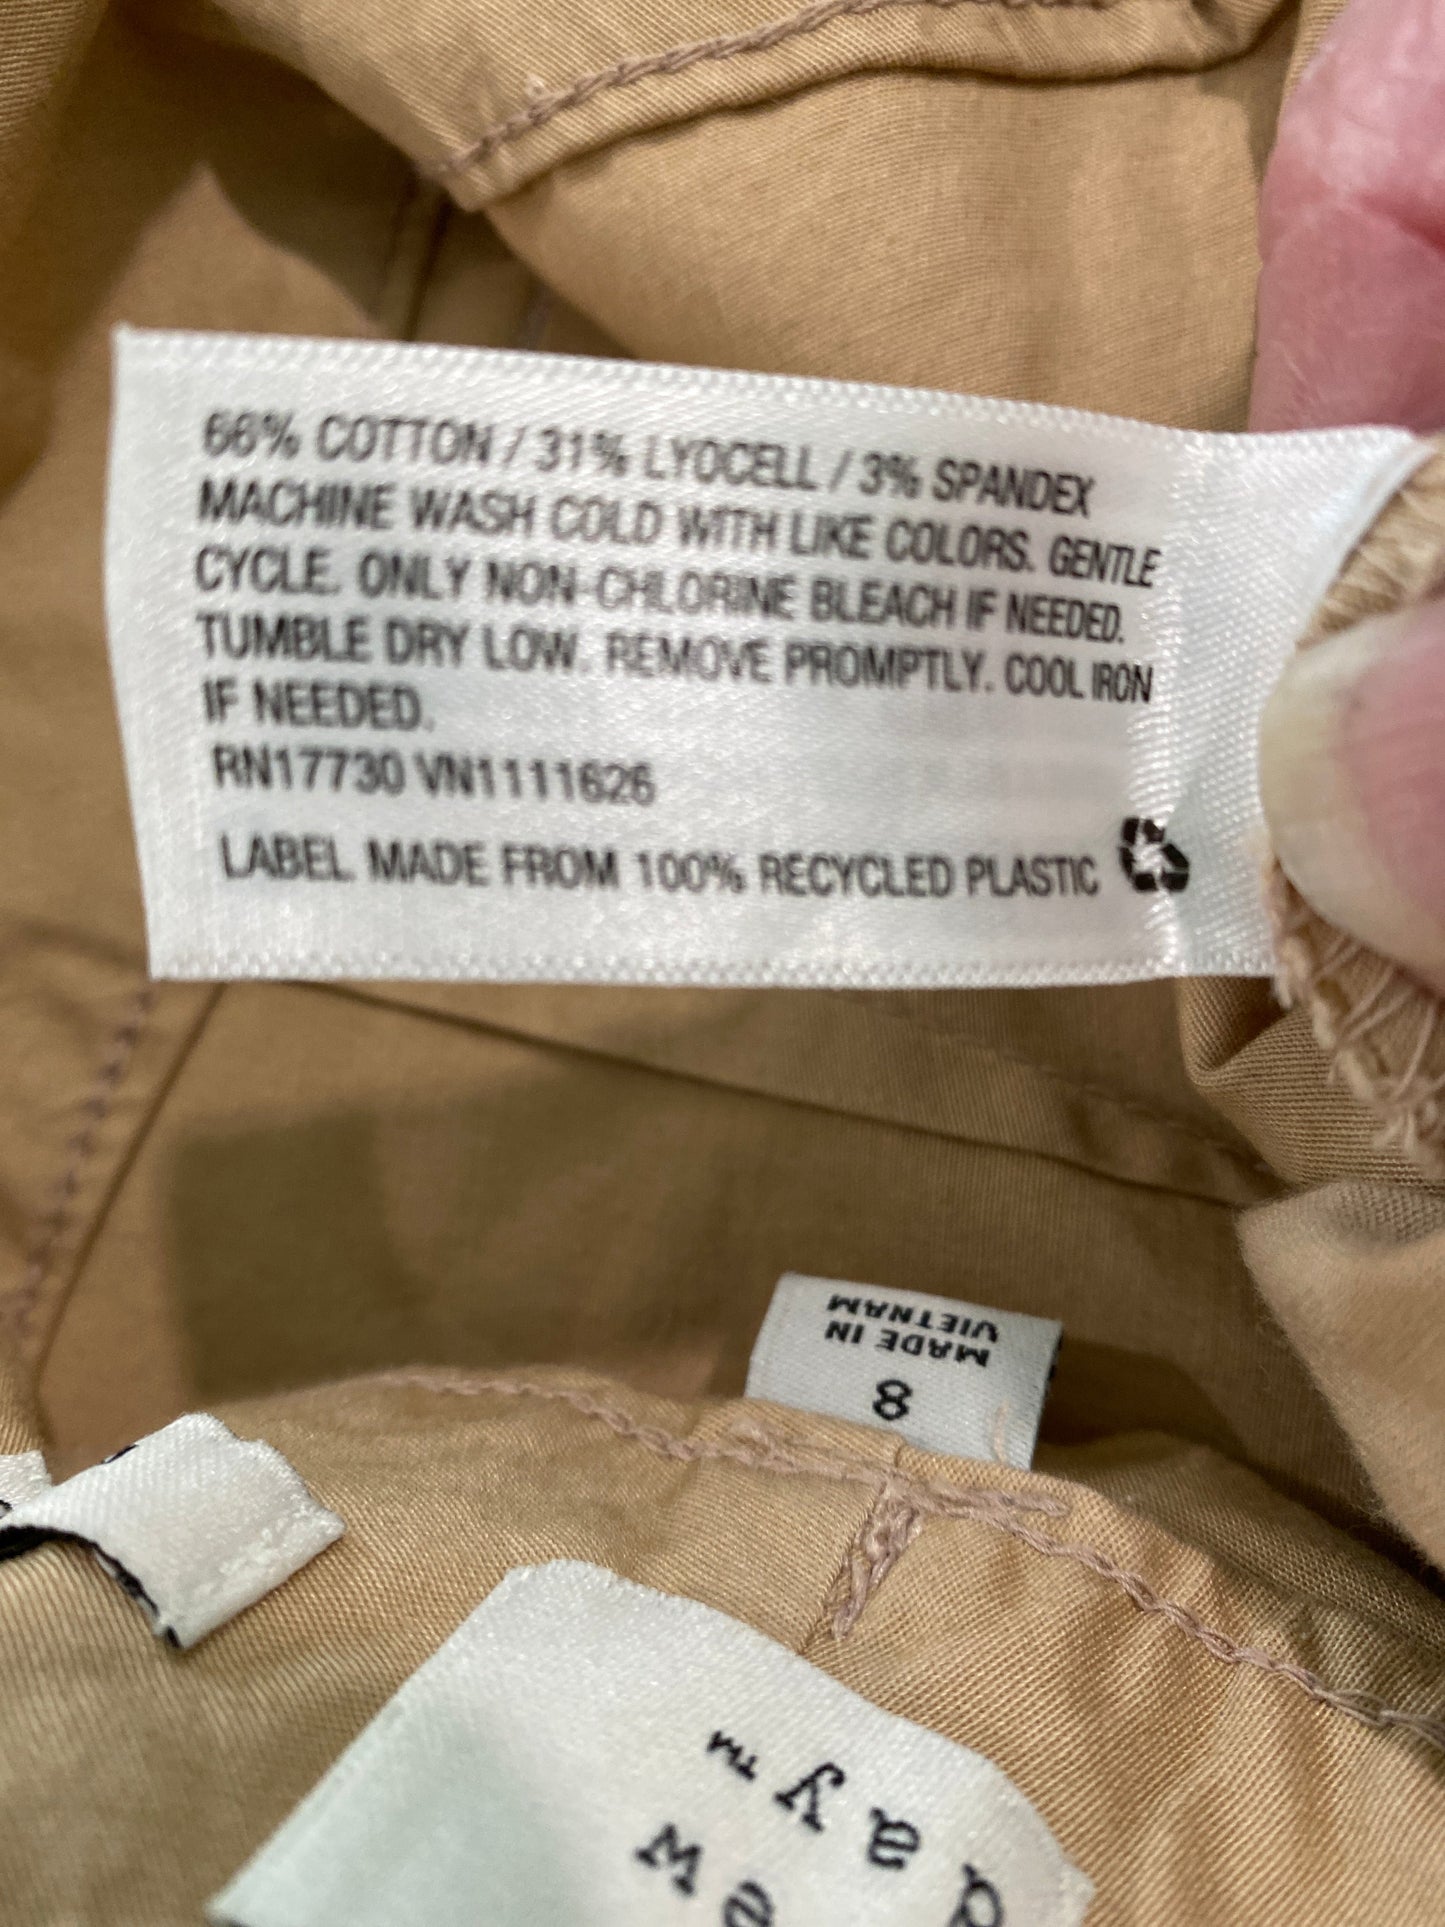 66% COTTON / 31% LYOCELL / 3% SPANDEX
MACHINE WASH COLD WITH LIKE COLORS. GENTLE
CYCLE. ONLY NON-CHLORINE BLEACH IF NEEDED.
TUMBLE DRY LOW. REMOVE PROMPTLY. COOL IRON
IF NEEDED.
RN17730 VN1111626
LABEL MADE FROM 100% RECYCLED PLASTIC
8
MADE IN
VIETNAM
ew
day™